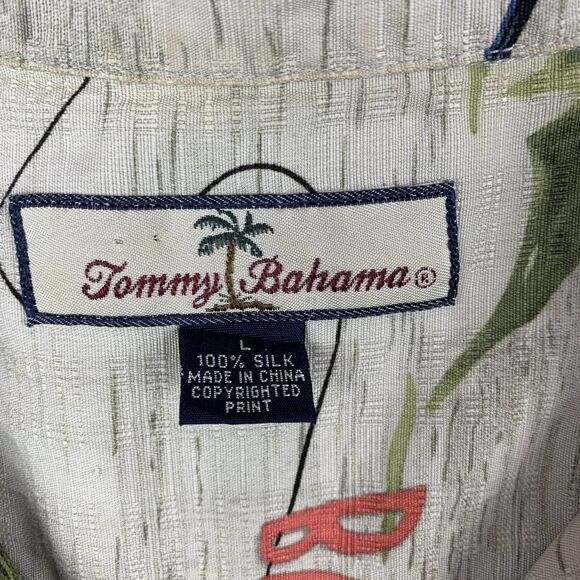 Tommy Bahama®
L
100% SILK
MADE IN CHINA
COPYRIGHTED
PRINT